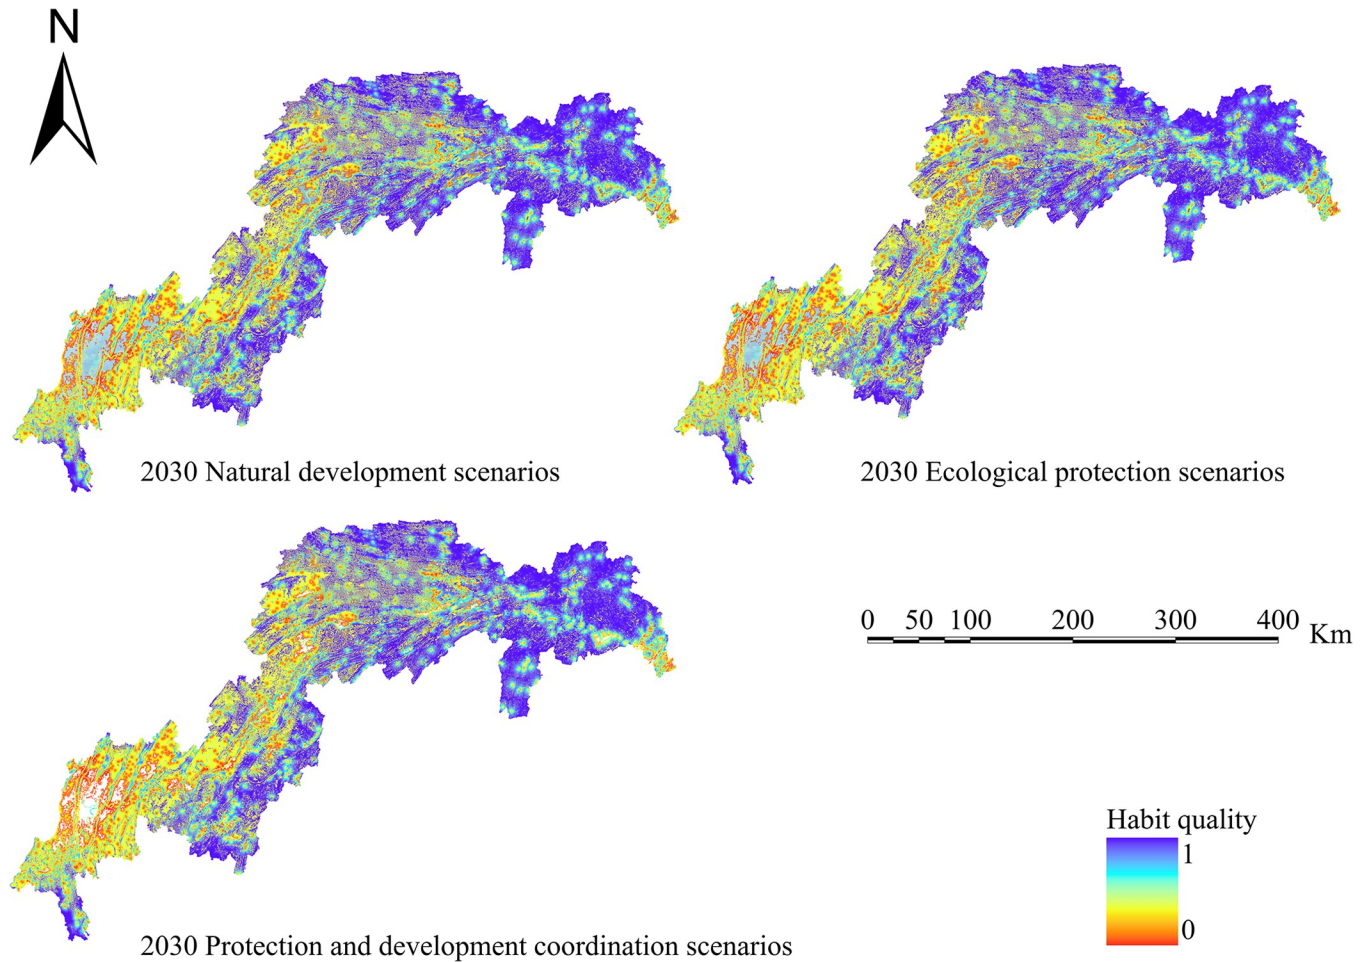 N
2030 Natural development scenarios
2030 Ecological protection scenarios
0 50 100 200 300 400 Km
Habit quality
1
0
2030 Protection and development coordination scenarios